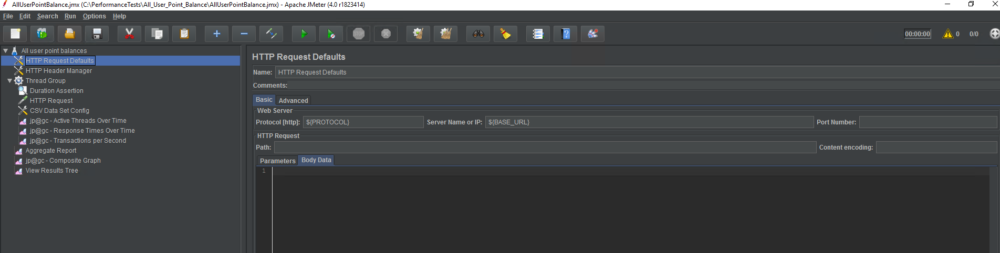 AllUserPointBalance.jmx (C:\PerformanceTests\All_User_Point_Balance\AllUserPointBalance.jmx) - Apache JMeter (4.0 r1823414)
File Edit Search Run Options Help
00:00:00 0 0/0
All user point balances
HTTP Request Defaults
HTTP Header Manager
Thread Group
Duration Assertion
HTTP Request
CSV Data Set Config
jp@gc - Active Threads Over Time
jp@gc - Response Times Over Time
jp@gc - Transactions per Second
Aggregate Report
jp@gc - Composite Graph
View Results Tree
HTTP Request Defaults
Name: HTTP Request Defaults
Comments:
Basic Advanced
Web Server
Protocol [http]: ${PROTOCOL} Server Name or IP: ${BASE_URL} Port Number:
HTTP Request
Path: Content encoding:
Parameters Body Data
1